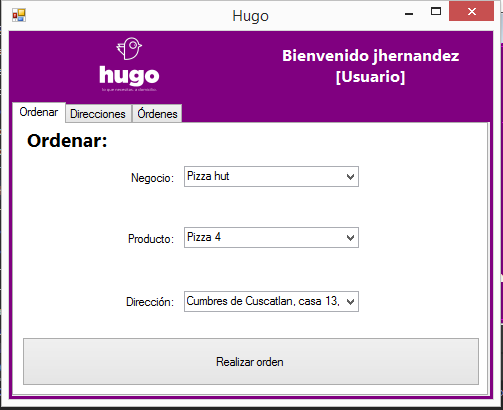 Hugo
hugo
lo que necesitas, a domicilio.
Bienvenido jhernandez
[Usuario]
Ordenar
Direcciones
Órdenes
Ordenar:
Negocio:
Pizza hut
Producto:
Pizza 4
Dirección:
Cumbres de Cuscatlan, casa 13,
Realizar orden